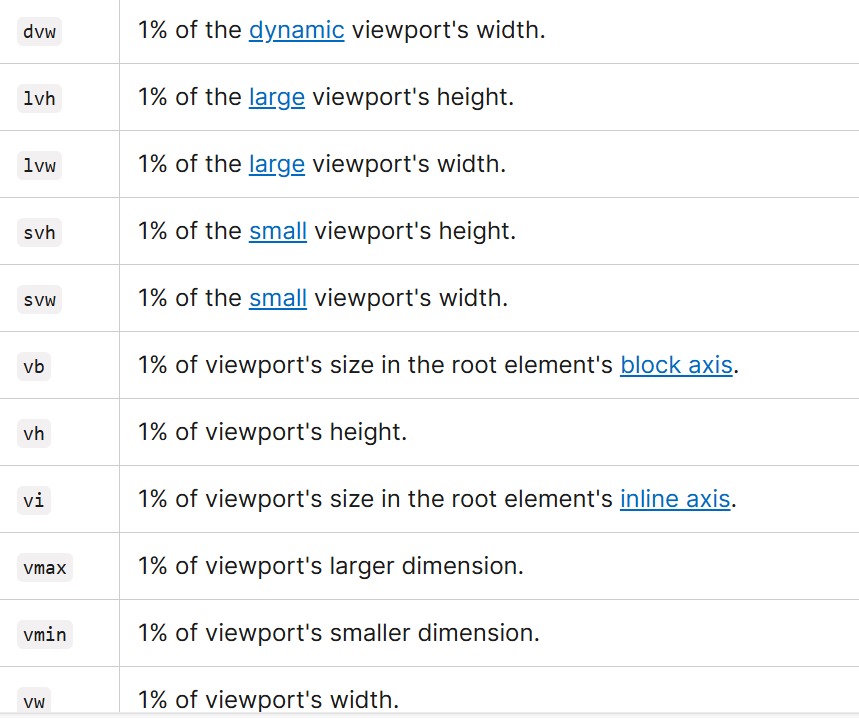 dvw 1% of the dynamic viewport's width.
lvh 1% of the large viewport's height.
lvw 1% of the large viewport's width.
svh 1% of the small viewport's height.
svw 1% of the small viewport's width.
vb 1% of viewport's size in the root element's block axis.
vh 1% of viewport's height.
vi 1% of viewport's size in the root element's inline axis.
vmax 1% of viewport's larger dimension.
vmin 1% of viewport's smaller dimension.
vw 1% of viewport's width.